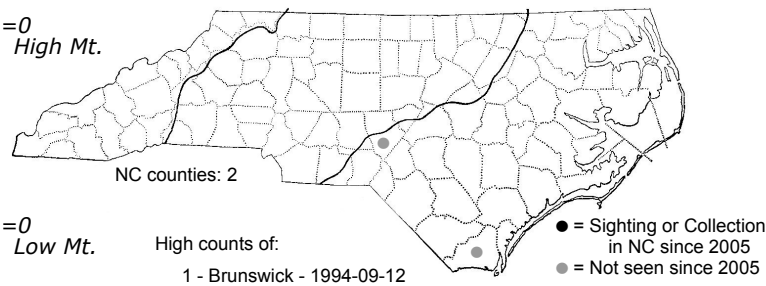 =0
High Mt.
NC counties: 2
=0
Low Mt.
High counts of:
1 - Brunswick - 1994-09-12
= Sighting or Collection
in NC since 2005
= Not seen since 2005